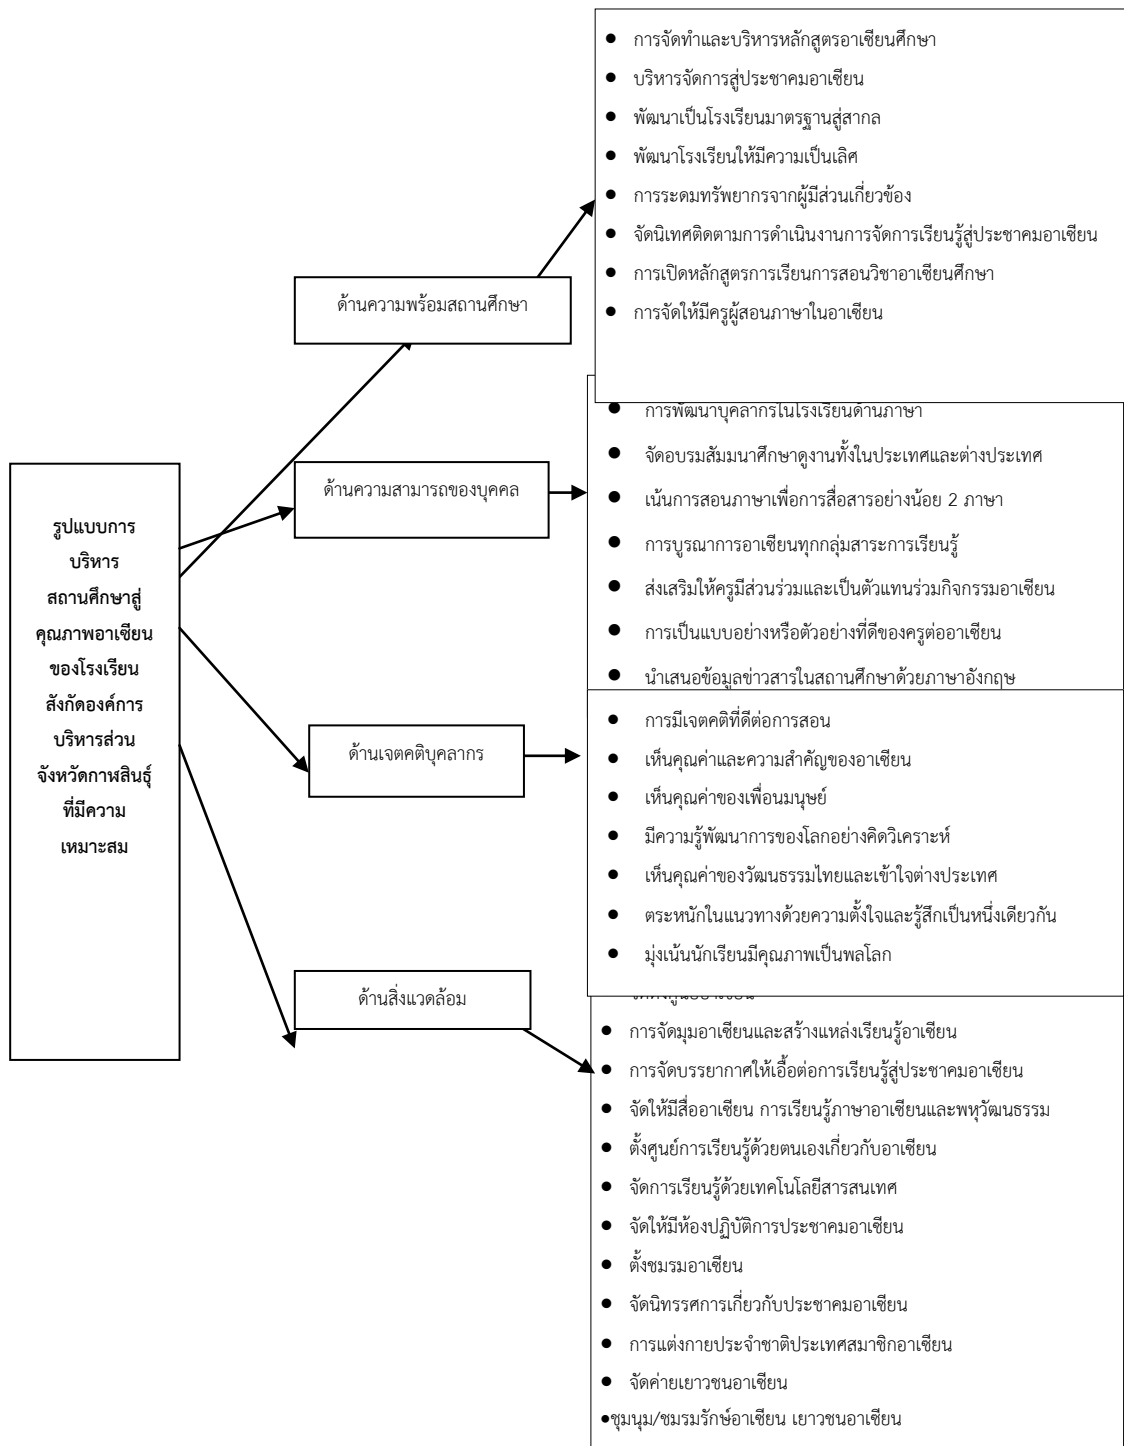 รูปแบบการ
บริหาร
สถานศึกษาสู่
คุณภาพอาเซียน
ของโรงเรียน
สังกัดองค์การ
บริหารส่วน
จังหวัดกาฬสินธุ์
ที่มีความ
เหมาะสม
ด้านความพร้อมสถานศึกษา
● การจัดทำและบริหารหลักสูตรอาเซียนศึกษา
● บริหารจัดการสู่ประชาคมอาเซียน
● พัฒนาเป็นโรงเรียนมาตรฐานสู่สากล
● พัฒนาโรงเรียนให้มีความเป็นเลิศ
● การระดมทรัพยากรจากผู้มีส่วนเกี่ยวข้อง
● จัดนิเทศติดตามการดำเนินงานการจัดการเรียนรู้สู่ประชาคมอาเซียน
● การเปิดหลักสูตรการเรียนการสอนวิชาอาเซียนศึกษา
● การจัดให้มีครูผู้สอนภาษาในอาเซียน
ด้านความสามารถของบุคคล
● การพัฒนาบุคลากรในโรงเรียนด้านภาษา
● จัดอบรมสัมมนาศึกษาดูงานทั้งในประเทศและต่างประเทศ
● เน้นการสอนภาษาเพื่อการสื่อสารอย่างน้อย 2 ภาษา
● การบูรณาการอาเซียนทุกกลุ่มสาระการเรียนรู้
● ส่งเสริมให้ครูมีส่วนร่วมและเป็นตัวแทนร่วมกิจกรรมอาเซียน
● การเป็นแบบอย่างหรือตัวอย่างที่ดีของครูต่ออาเซียน
● นำเสนอข้อมูลข่าวสารในสถานศึกษาด้วยภาษาอังกฤษ
ด้านเจตคติบุคลากร
● การมีเจตคติที่ดีต่อการสอน
● เห็นคุณค่าและความสำคัญของอาเซียน
● เห็นคุณค่าของเพื่อนมนุษย์
● มีความรู้พัฒนาการของโลกอย่างคิดวิเคราะห์
● เห็นคุณค่าของวัฒนธรรมไทยและเข้าใจต่างประเทศ
● ตระหนักในแนวทางด้วยความตั้งใจและรู้สึกเป็นหนึ่งเดียวกัน
● มุ่งเน้นนักเรียนมีคุณภาพเป็นพลโลก
ด้านสิ่งแวดล้อม
● การจัดมุมอาเซียนและสร้างแหล่งเรียนรู้อาเซียน
● การจัดบรรยากาศให้เอื้อต่อการเรียนรู้สู่ประชาคมอาเซียน
● จัดให้มีสื่ออาเซียน การเรียนรู้ภาษาอาเซียนและพหุวัฒนธรรม
● ตั้งศูนย์การเรียนรู้ด้วยตนเองเกี่ยวกับอาเซียน
● จัดการเรียนรู้ด้วยเทคโนโลยีสารสนเทศ
● จัดให้มีห้องปฏิบัติการประชาคมอาเซียน
● ตั้งชมรมอาเซียน
● จัดนิทรรศการเกี่ยวกับประชาคมอาเซียน
● การแต่งกายประจำชาติประเทศสมาชิกอาเซียน
● จัดค่ายเยาวชนอาเซียน
●ชุมนุม/ชมรมรักษ์อาเซียน เยาวชนอาเซียน